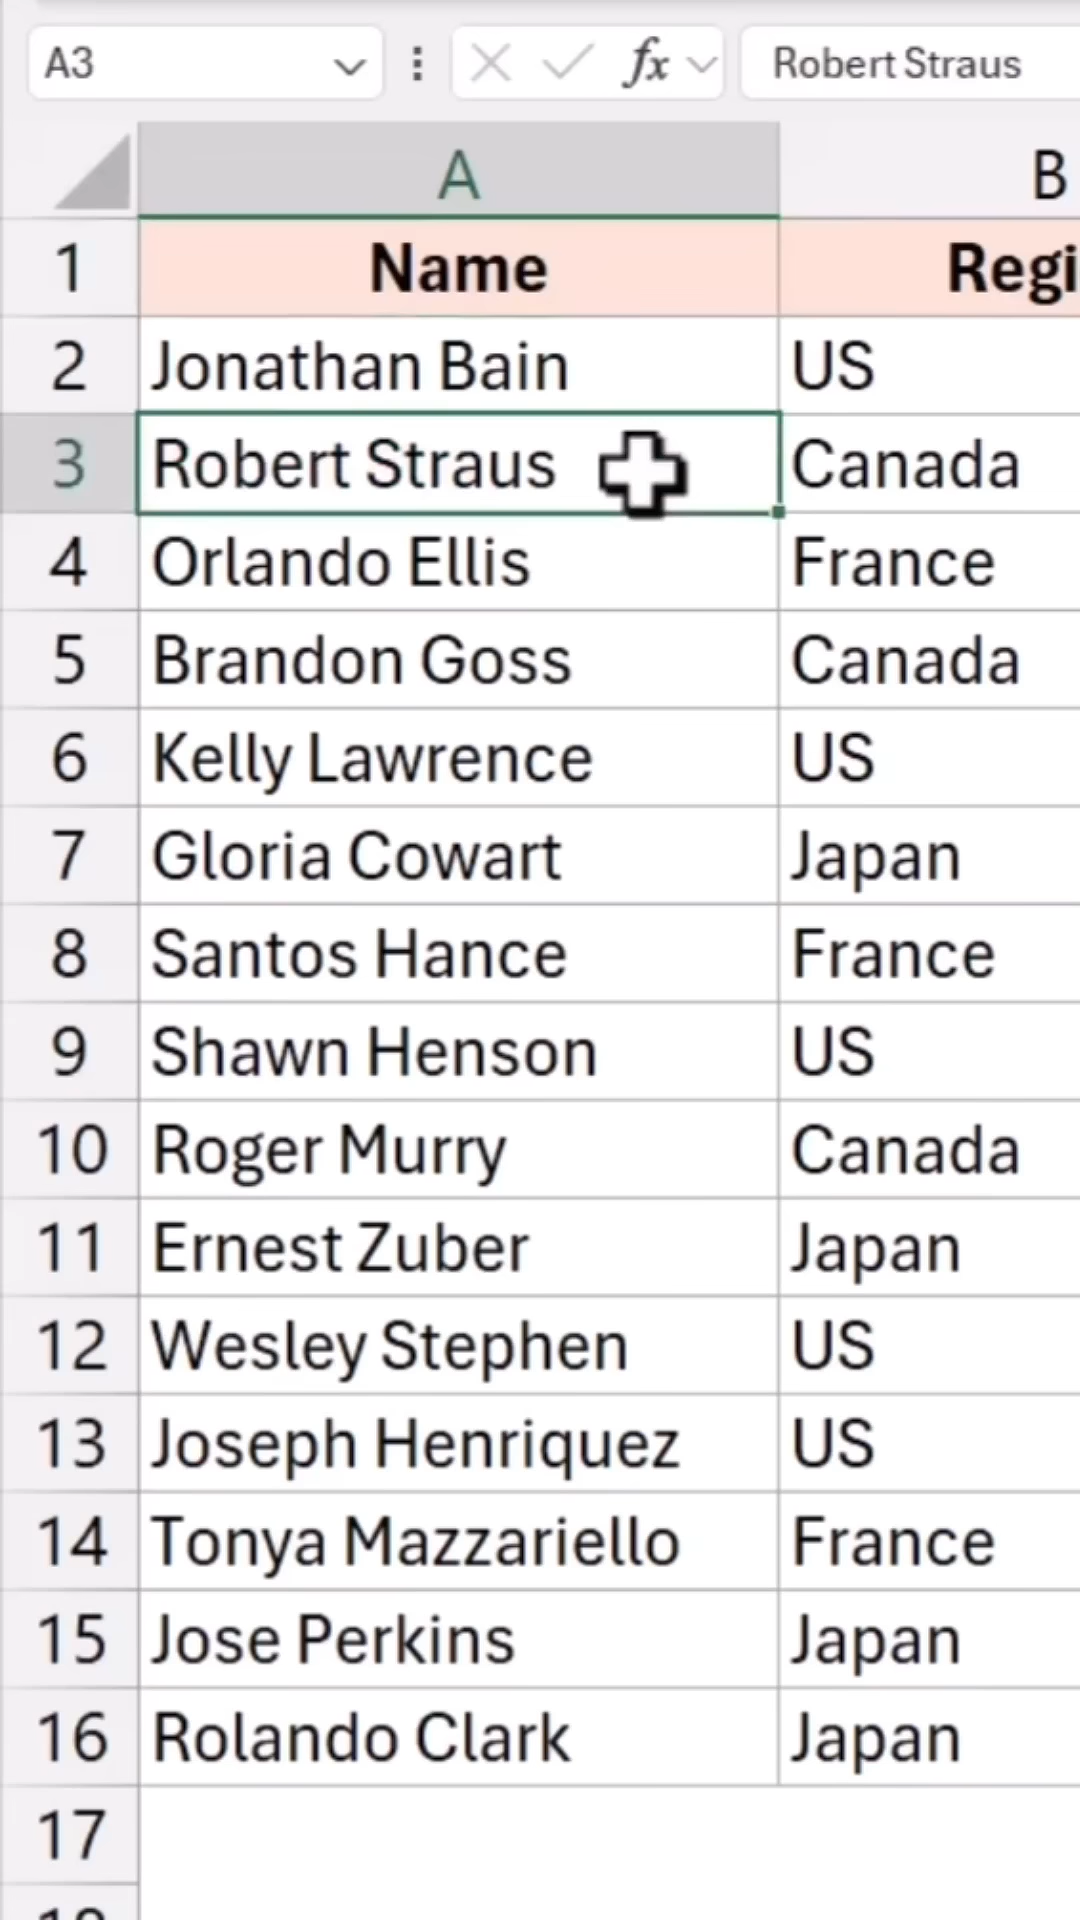 A3 fx Robert Straus
A B
1 Name Regi
2 Jonathan Bain US
3 Robert Straus Canada
4 Orlando Ellis France
5 Brandon Goss Canada
6 Kelly Lawrence US
7 Gloria Cowart Japan
8 Santos Hance France
9 Shawn Henson US
10 Roger Murry Canada
11 Ernest Zuber Japan
12 Wesley Stephen US
13 Joseph Henriquez US
14 Tonya Mazzariello France
15 Jose Perkins Japan
16 Rolando Clark Japan
17